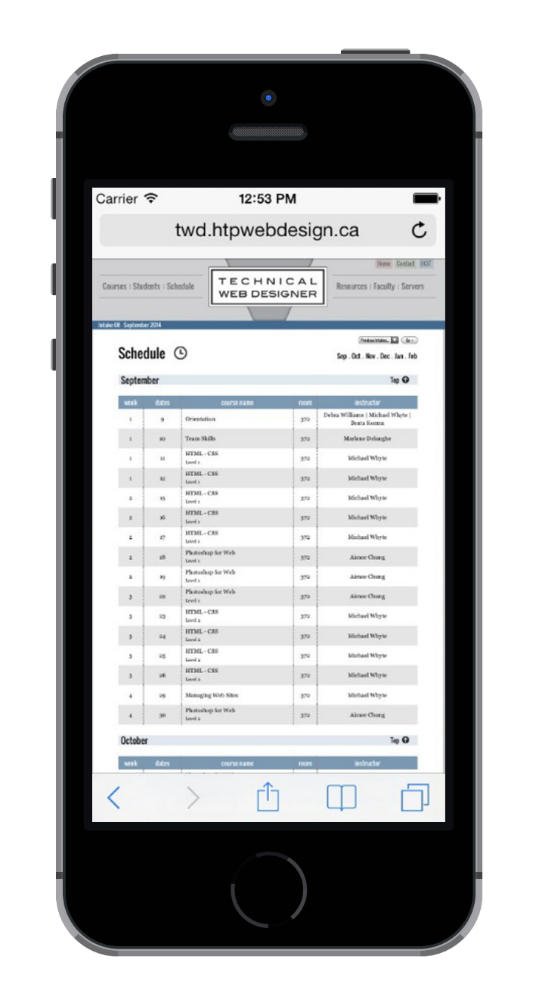 Carrier 12:53 PM
twd.htpwebdesign.ca
Home Contact BCIT
Courses | Students | Schedule TECHNICAL WEB DESIGNER Resources | Faculty | Servers
Intake 08 - September 2014
Previous Intakes... Go >
Schedule
Sep . Oct . Nov . Dec . Jan . Feb
September Top
week dates course name room instructor
1 9 Orientation 372 Debra Williams | Michael Whyte |
Beata Kozma
1 10 Team Skills 372 Marlene Delanghe
1 11 HTML - CSS 372 Michael Whyte
Level 1
1 12 HTML - CSS 372 Michael Whyte
Level 1
2 15 HTML - CSS 372 Michael Whyte
Level 1
2 16 HTML - CSS 372 Michael Whyte
Level 1
2 17 HTML - CSS 372 Michael Whyte
Level 1
2 18 Photoshop for Web 372 Aimee Chung
Level 1
2 19 Photoshop for Web 372 Aimee Chung
Level 1
3 22 Photoshop for Web 372 Aimee Chung
Level 1
3 23 HTML - CSS 372 Michael Whyte
Level 2
3 24 HTML - CSS 372 Michael Whyte
Level 2
3 25 HTML - CSS 372 Michael Whyte
Level 2
3 26 HTML - CSS 372 Michael Whyte
Level 2
4 29 Managing Web Sites 372 Michael Whyte
4 30 Photoshop for Web 372 Aimee Chung
Level 2
October Top
week dates course name room instructor